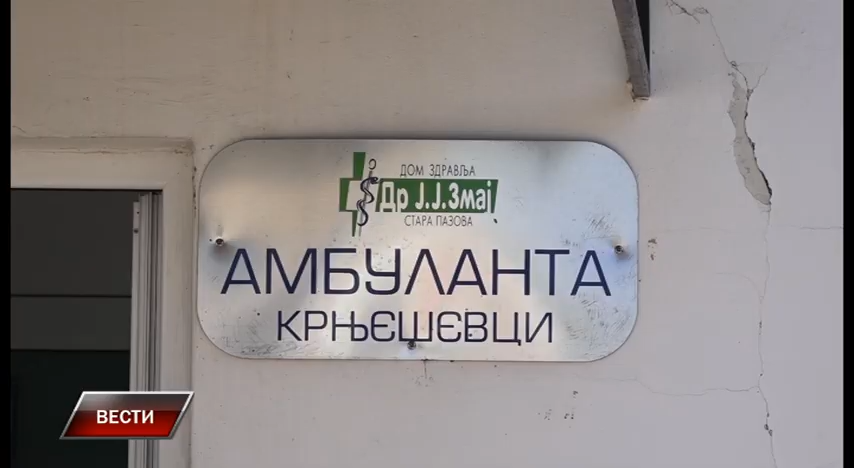 ДОМ ЗДРАВЉА
Др Ј.Ј.Змај
СТАРА ПАЗОВА
АМБУЛАНТА
КРЊЕШЕВЦИ
ВЕСТИ